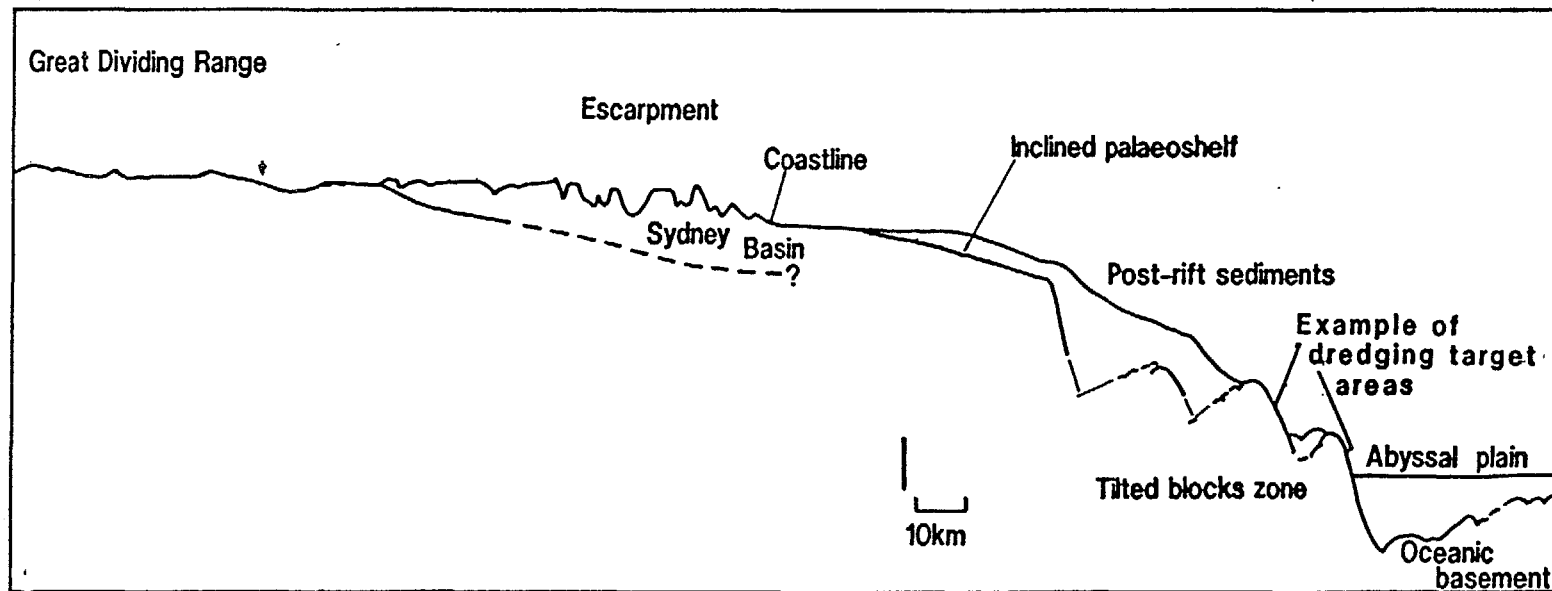 Great Dividing Range
Escarpment
Coastline
Inclined palaeoshelf
Sydney Basin
?
Post-rift sediments
Example of
dredging target
areas
Abyssal plain
Tilted blocks zone
10km
Oceanic
basement